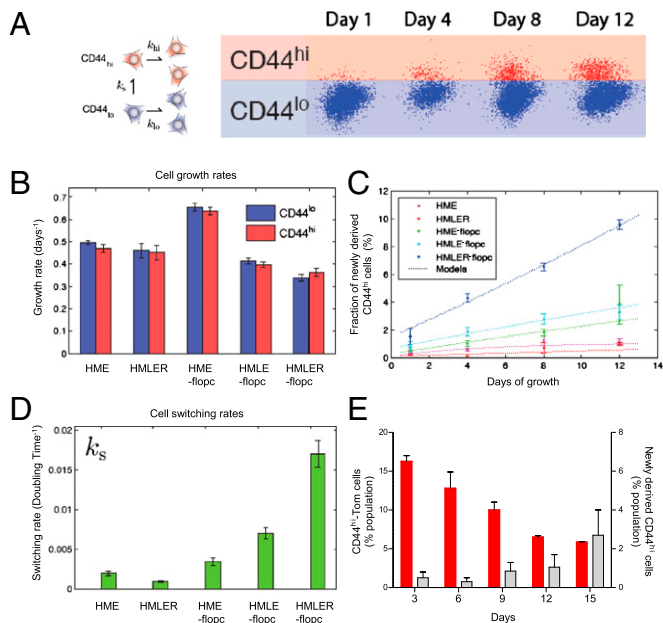 A
Day 1 Day 4 Day 8 Day 12
CD44hi
khi
ks
CD44lo
klo
CD44hi
CD44lo
B
Cell growth rates
Growth rate (days-1)
0.7
0.6
0.5
0.4
0.3
0.2
0.1
0
CD44lo
CD44hi
HME HMLER HME HMLE HMLER
-flopc -flopc -flopc
C
Fraction of newly derived
CD44hi cells (%)
12
10
8
6
4
2
0
HME
HMLER
HME-flopc
HMLE-flopc
HMLER-flopc
Models
0 2 4 6 8 10 12 14
Days of growth
D
Cell switching rates
Switching rate (Doubling Time-1)
0.02
0.015
0.01
0.005
0
ks
HME HMLER HME HMLE HMLER
-flopc -flopc -flopc
E
CD44hi-Tom cells
(% population)
20
15
10
5
0
8
6
4
2
0
Newly derived CD44hi cells
(% population)
3 6 9 12 15
Days